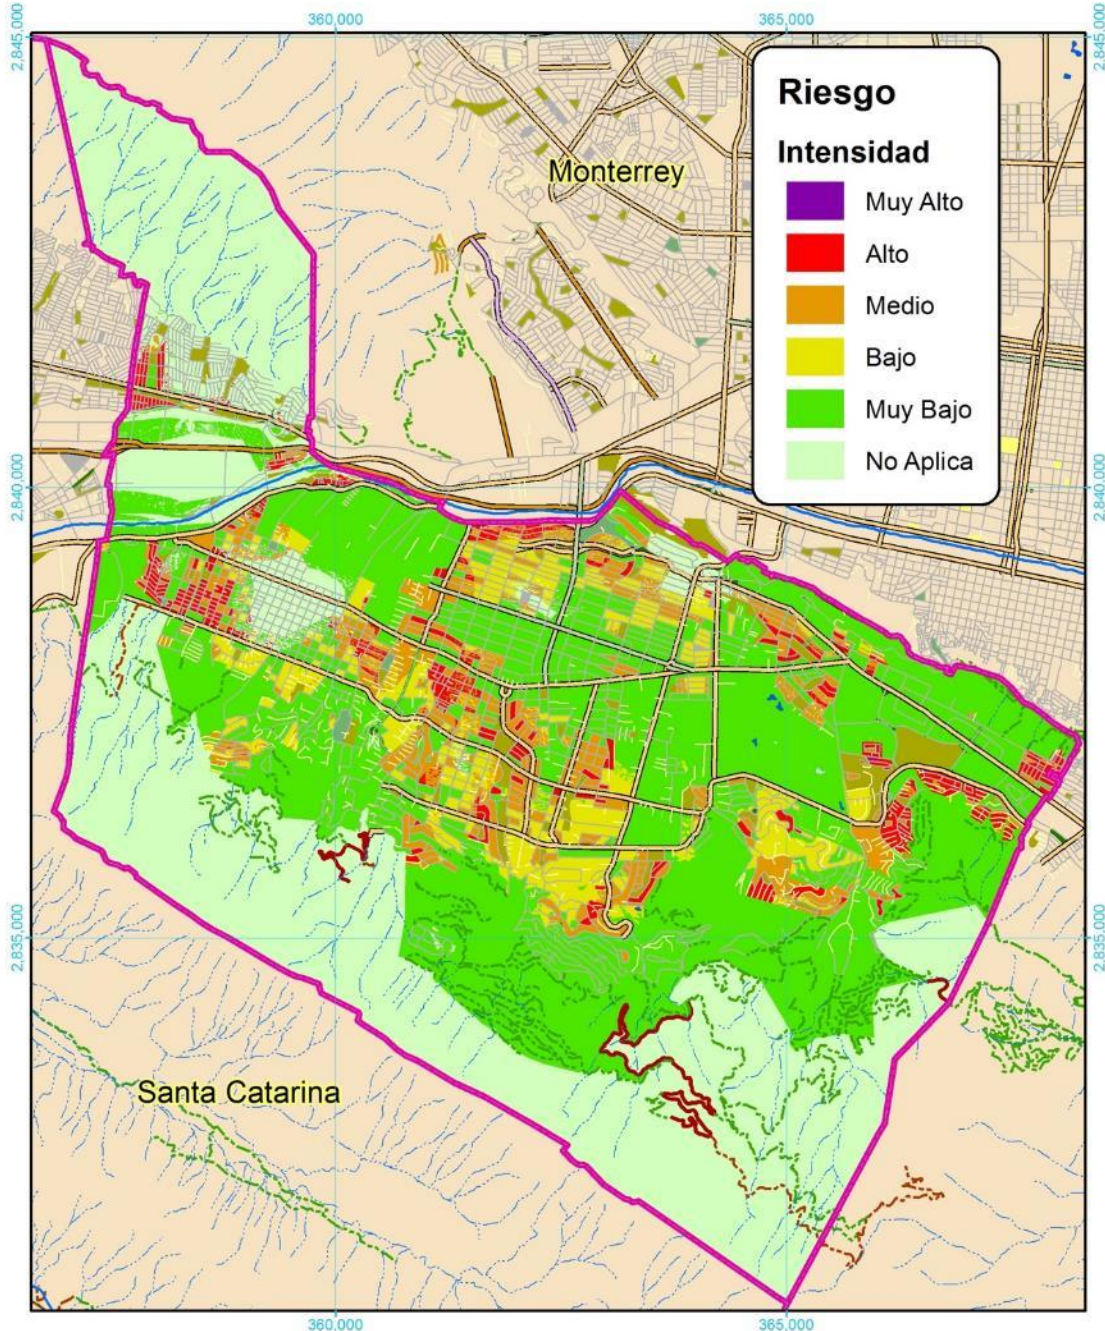 360,000
365,000
2,845,000
2,845,000
Riesgo
Intensidad
Muy Alto
Alto
Medio
Bajo
Muy Bajo
No Aplica
Monterrey
2,840,000
2,840,000
2,835,000
2,835,000
Santa Catarina
360,000
365,000